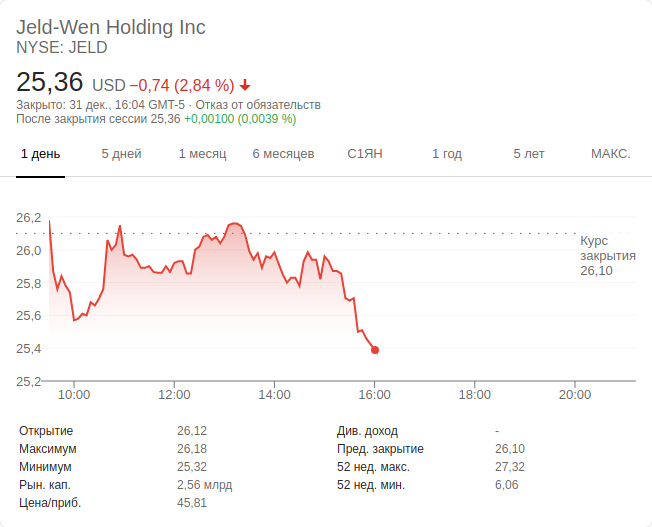 Jeld-Wen Holding Inc
NYSE: JELD
25,36 USD −0,74 (2,84 %)
Закрыто: 31 дек., 16:04 GMT-5 · Отказ от обязательств
После закрытия сессии 25,36 +0,00100 (0,0039 %)
1 день 5 дней 1 месяц 6 месяцев С1ЯН 1 год 5 лет МАКС.
26,2
26,0
25,8
25,6
25,4
25,2
Курс
закрытия
26,10
10:00 12:00 14:00 16:00 18:00 20:00
Открытие 26,12 Див. доход -
Максимум 26,18 Пред. закрытие 26,10
Минимум 25,32 52 нед. макс. 27,32
Рын. кап. 2,56 млрд 52 нед. мин. 6,06
Цена/приб. 45,81